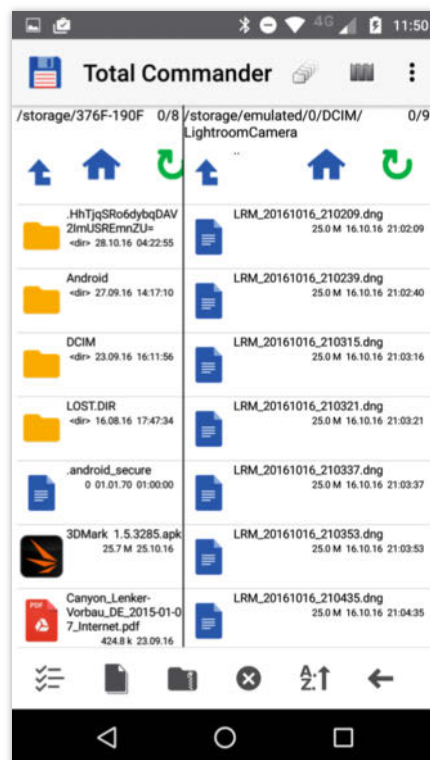 4G 11:50
Total Commander
/storage/376F-190F 0/8
/storage/emulated/0/DCIM/
LightroomCamera 0/9
..
.HhTjqSRo6dybqDAV
2ImUSREmnZU=
<dir> 28.10.16 04:22:55
Android
<dir> 27.09.16 14:17:10
DCIM
<dir> 23.09.16 16:11:56
LOST.DIR
<dir> 16.08.16 17:47:34
.android_secure
0 01.01.70 01:00:00
3DMark 1.5.3285.apk
25.7 M 25.10.16
PDF
Canyon_Lenker-
Vorbau_DE_2015-01-0
7_Internet.pdf
424.8 k 23.09.16
LRM_20161016_210209.dng
25.0 M 16.10.16 21:02:09
LRM_20161016_210239.dng
25.0 M 16.10.16 21:02:40
LRM_20161016_210315.dng
25.0 M 16.10.16 21:03:16
LRM_20161016_210321.dng
25.0 M 16.10.16 21:03:21
LRM_20161016_210337.dng
25.0 M 16.10.16 21:03:37
LRM_20161016_210353.dng
25.0 M 16.10.16 21:03:53
LRM_20161016_210435.dng
25.0 M 16.10.16 21:04:35
A.
Z.